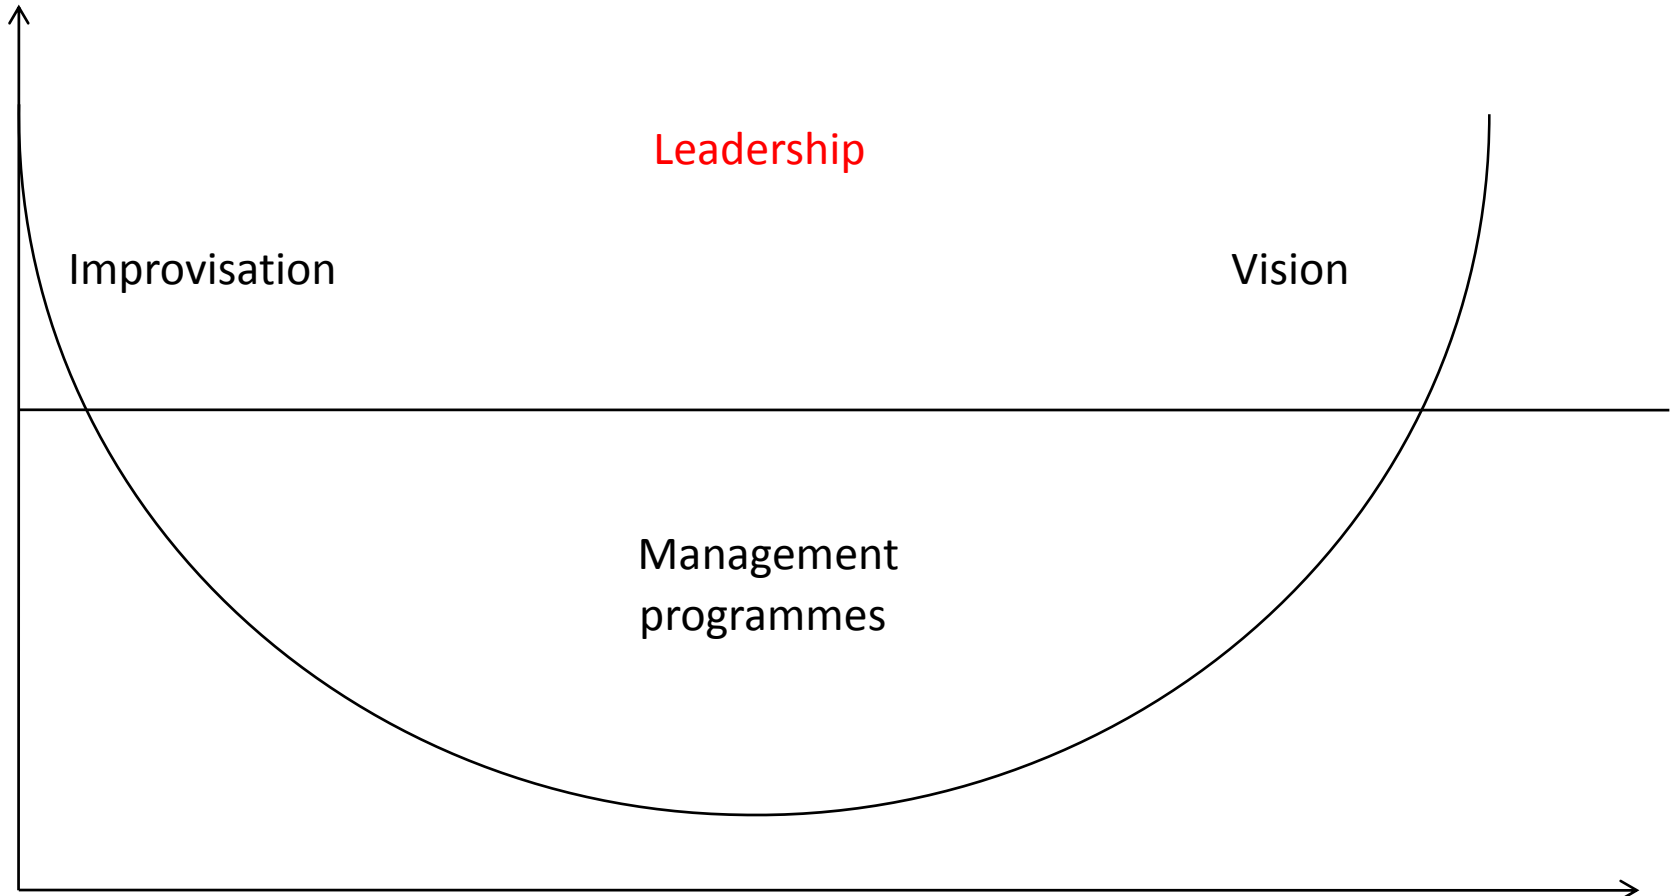 Leadership
Improvisation
Vision
Management
programmes